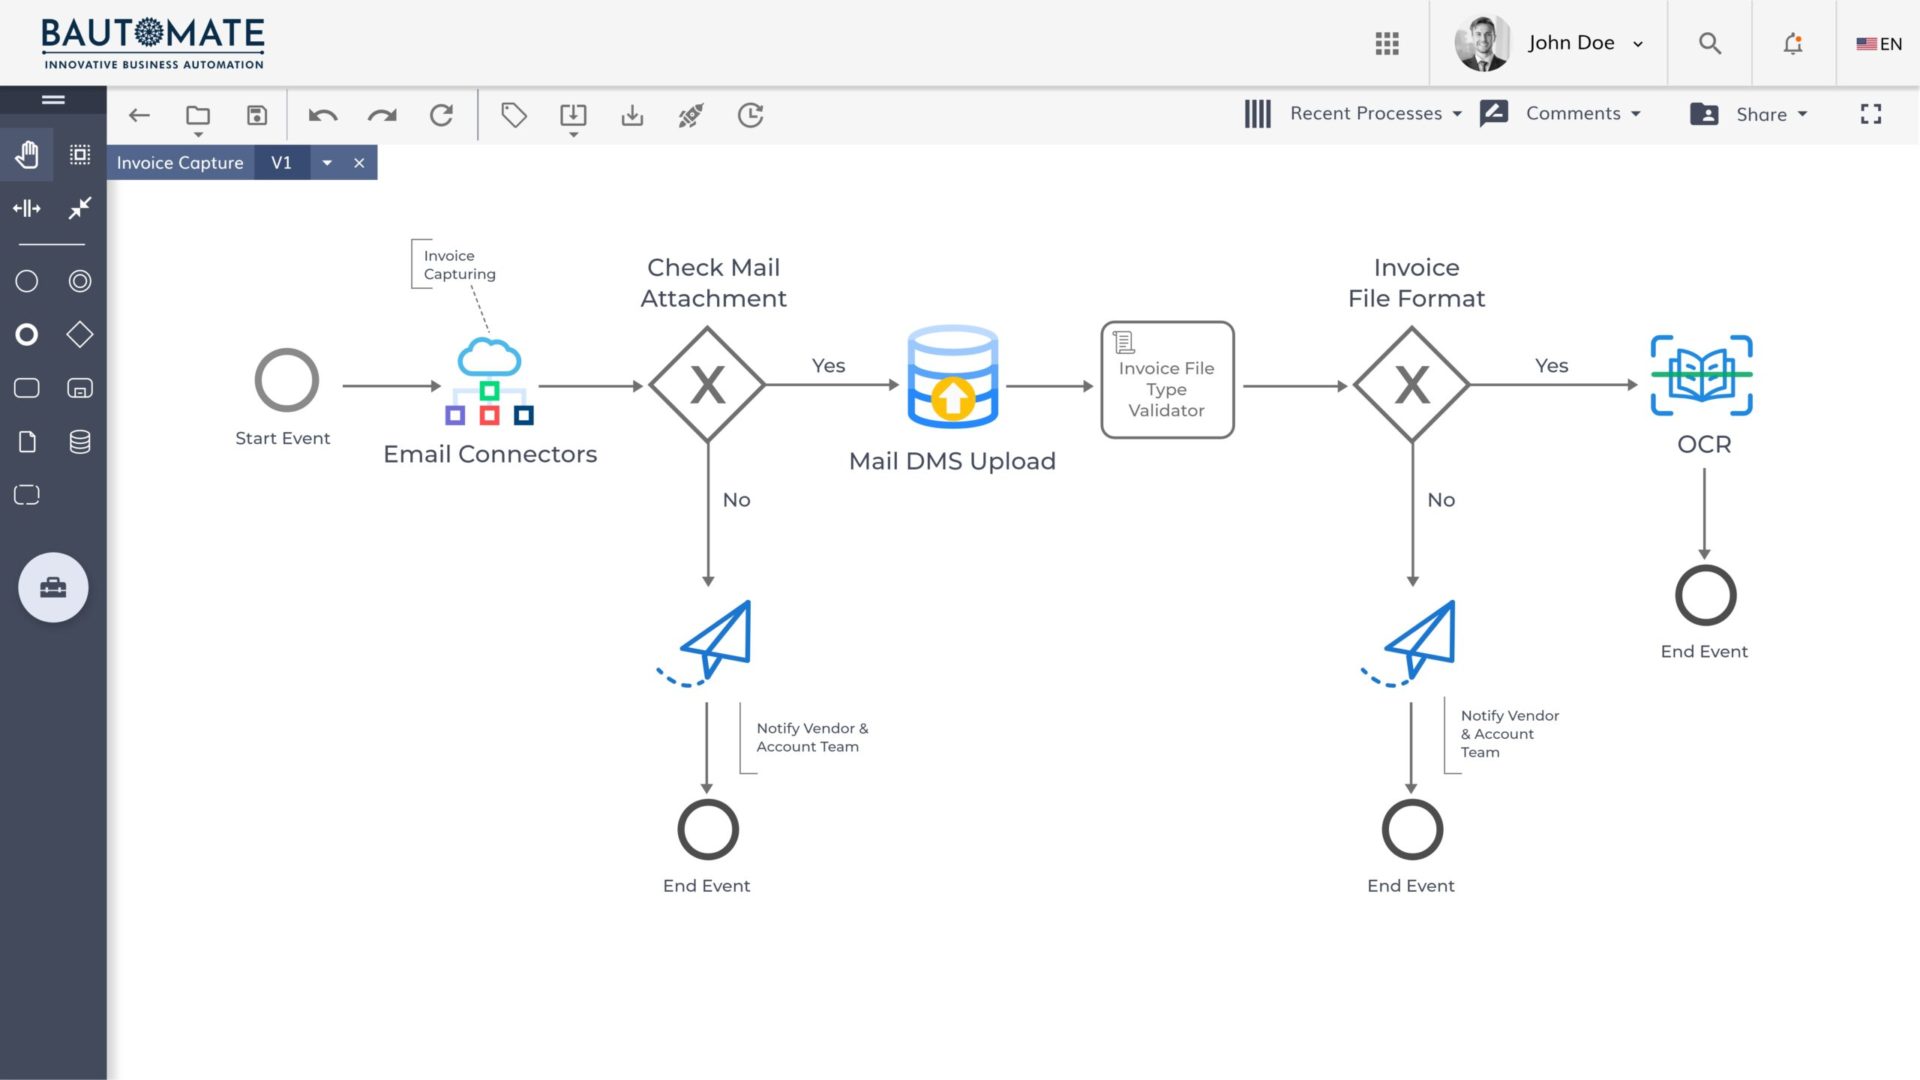 BAUTOMATE
INNOVATIVE BUSINESS AUTOMATION
John Doe
EN
Recent Processes
Comments
Share
Invoice Capture
V1
Invoice
Capturing
Check Mail
Attachment
Invoice
File Format
X
Yes
Invoice File
Type
Validator
X
Yes
Start Event
Email Connectors
Mail DMS Upload
OCR
No
No
End Event
Notify Vendor &
Account Team
Notify Vendor
& Account
Team
End Event
End Event